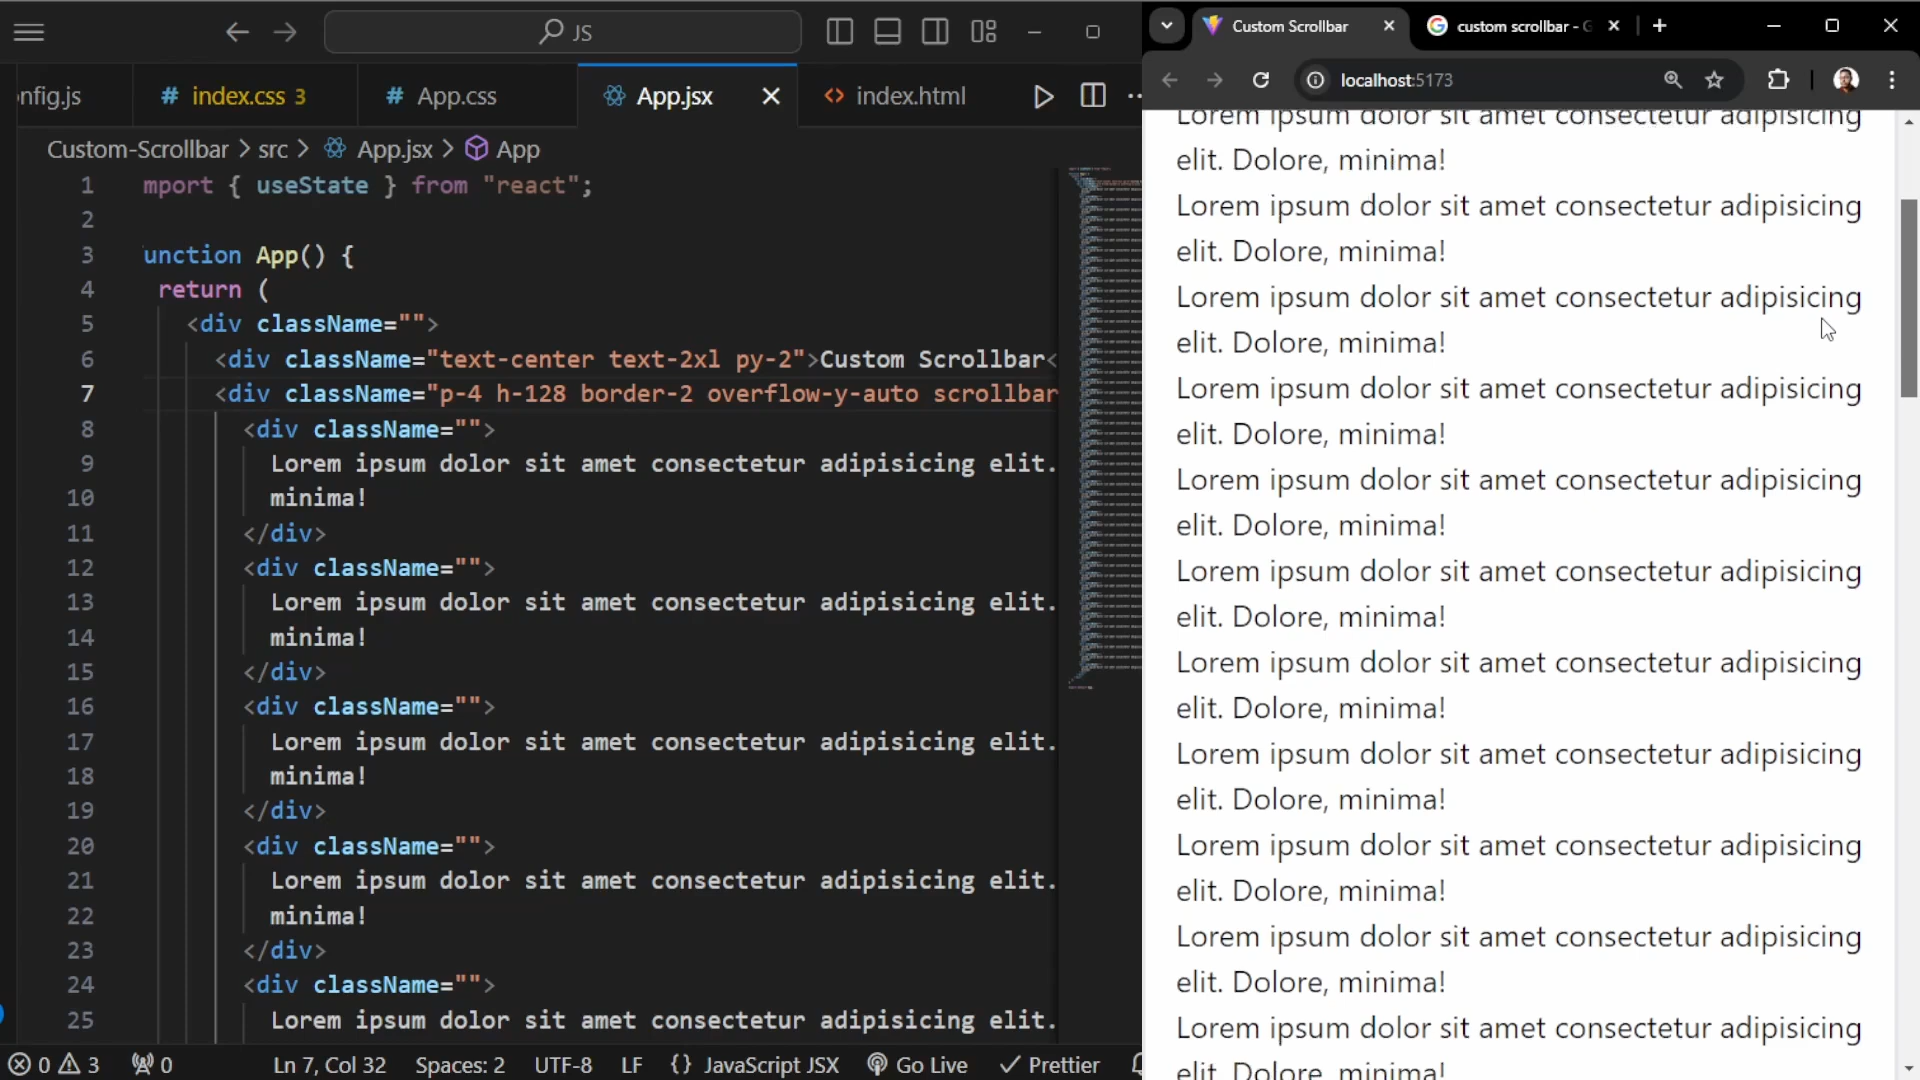 JS
nfig.js
# index.css 3
# App.css
App.jsx
<> index.html
Custom-Scrollbar > src > App.jsx > App
1 mport { useState } from "react";
2
3 unction App() {
4 return (
5 <div className="">
6 <div className="text-center text-2xl py-2">Custom Scrollbar<
7 <div className="p-4 h-128 border-2 overflow-y-auto scrollbar
8 <div className="">
9 Lorem ipsum dolor sit amet consectetur adipisicing elit.
10 minima!
11 </div>
12 <div className="">
13 Lorem ipsum dolor sit amet consectetur adipisicing elit.
14 minima!
15 </div>
16 <div className="">
17 Lorem ipsum dolor sit amet consectetur adipisicing elit.
18 minima!
19 </div>
20 <div className="">
21 Lorem ipsum dolor sit amet consectetur adipisicing elit.
22 minima!
23 </div>
24 <div className="">
25 Lorem ipsum dolor sit amet consectetur adipisicing elit.
0 3
0
Ln 7, Col 32
Spaces: 2
UTF-8
LF
{} JavaScript JSX
Go Live
Prettier
Custom Scrollbar
custom scrollbar - G
localhost:5173
Lorem ipsum dolor sit amet consectetur adipisicing
elit. Dolore, minima!
Lorem ipsum dolor sit amet consectetur adipisicing
elit. Dolore, minima!
Lorem ipsum dolor sit amet consectetur adipisicing
elit. Dolore, minima!
Lorem ipsum dolor sit amet consectetur adipisicing
elit. Dolore, minima!
Lorem ipsum dolor sit amet consectetur adipisicing
elit. Dolore, minima!
Lorem ipsum dolor sit amet consectetur adipisicing
elit. Dolore, minima!
Lorem ipsum dolor sit amet consectetur adipisicing
elit. Dolore, minima!
Lorem ipsum dolor sit amet consectetur adipisicing
elit. Dolore, minima!
Lorem ipsum dolor sit amet consectetur adipisicing
elit. Dolore, minima!
Lorem ipsum dolor sit amet consectetur adipisicing
elit. Dolore, minima!
Lorem ipsum dolor sit amet consectetur adipisicing
elit. Dolore, minima!